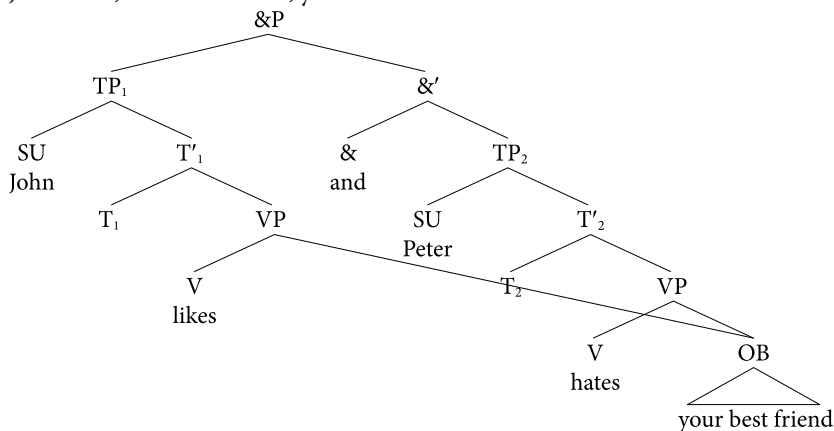 &P
TP₁ &′
SU T′₁ & TP₂
John and
T₁ VP SU T′₂
Peter
V T₂ VP
likes
V OB
hates
your best friend